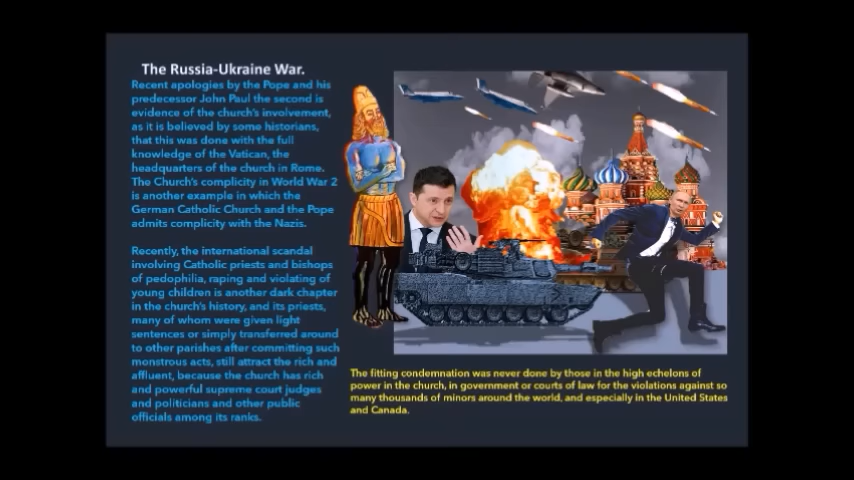 The Russia-Ukraine War.
Recent apologies by the Pope and his
predecessor John Paul the second is
evidence of the church's involvement,
as it is believed by some historians,
that this was done with the full
knowledge of the Vatican, the
headquarters of the church in Rome.
The Church's complicity in World War 2
is another example in which the
German Catholic Church and the Pope
admits complicity with the Nazis.
Recently, the international scandal
involving Catholic priests and bishops
of pedophilia, raping and violating of
young children is another dark chapter
in the church's history, and its priests,
many of whom were given light
sentences or simply transferred around
to other parishes after committing such
monstrous acts, still attract the rich and
affluent, because the church has rich
and powerful supreme court judges
and politicians and other public
officials among its ranks.
The fitting condemnation was never done by those in the high echelons of
power in the church, in government or courts of law for the violations against so
many thousands of minors around the world, and especially in the United States
and Canada.